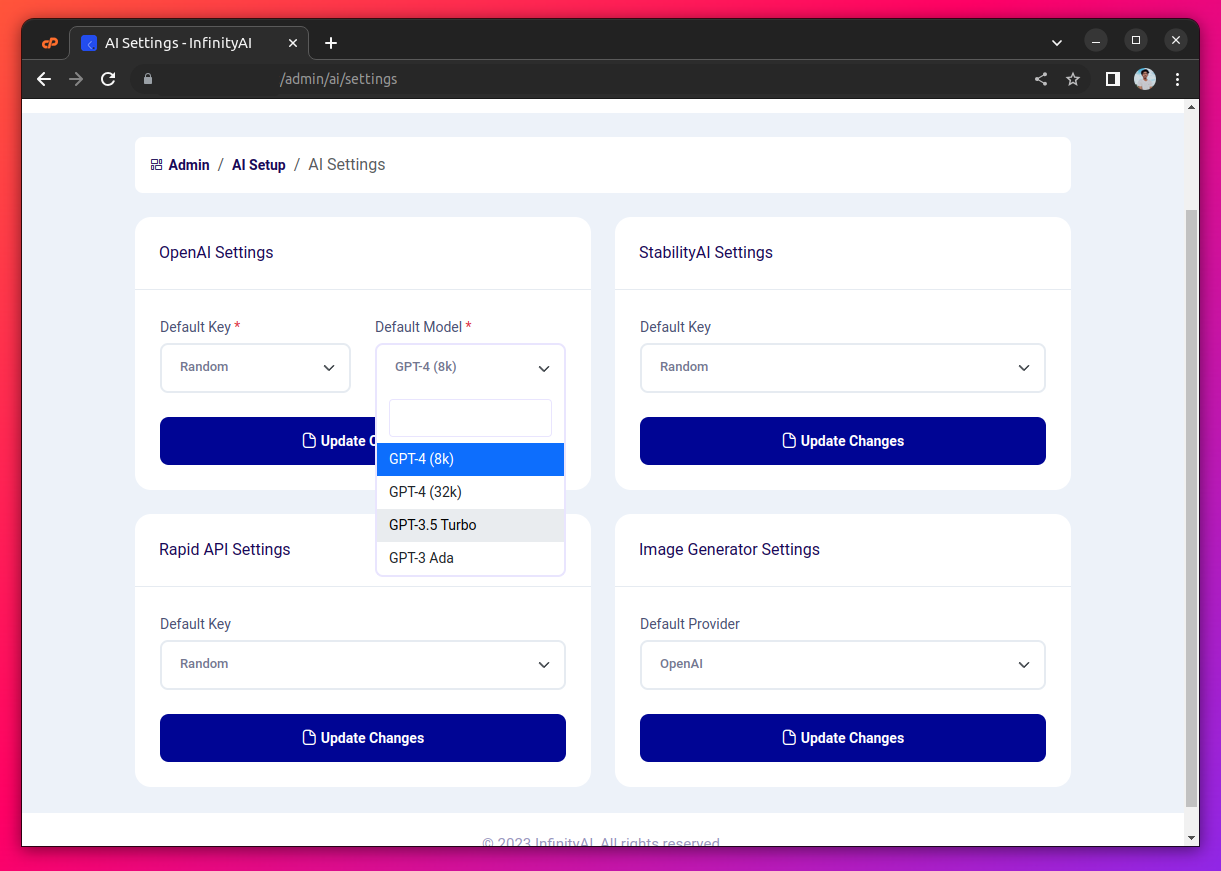 AI Settings - InfinityAI
/admin/ai/settings
Admin / AI Setup / AI Settings
OpenAI Settings
Default Key *
Random
Default Model *
GPT-4 (8k)
GPT-4 (8k)
GPT-4 (32k)
GPT-3.5 Turbo
GPT-3 Ada
Update C
StabilityAI Settings
Default Key
Random
Update Changes
Rapid API Settings
Default Key
Random
Update Changes
Image Generator Settings
Default Provider
OpenAI
Update Changes
© 2023 InfinityAI. All rights reserved